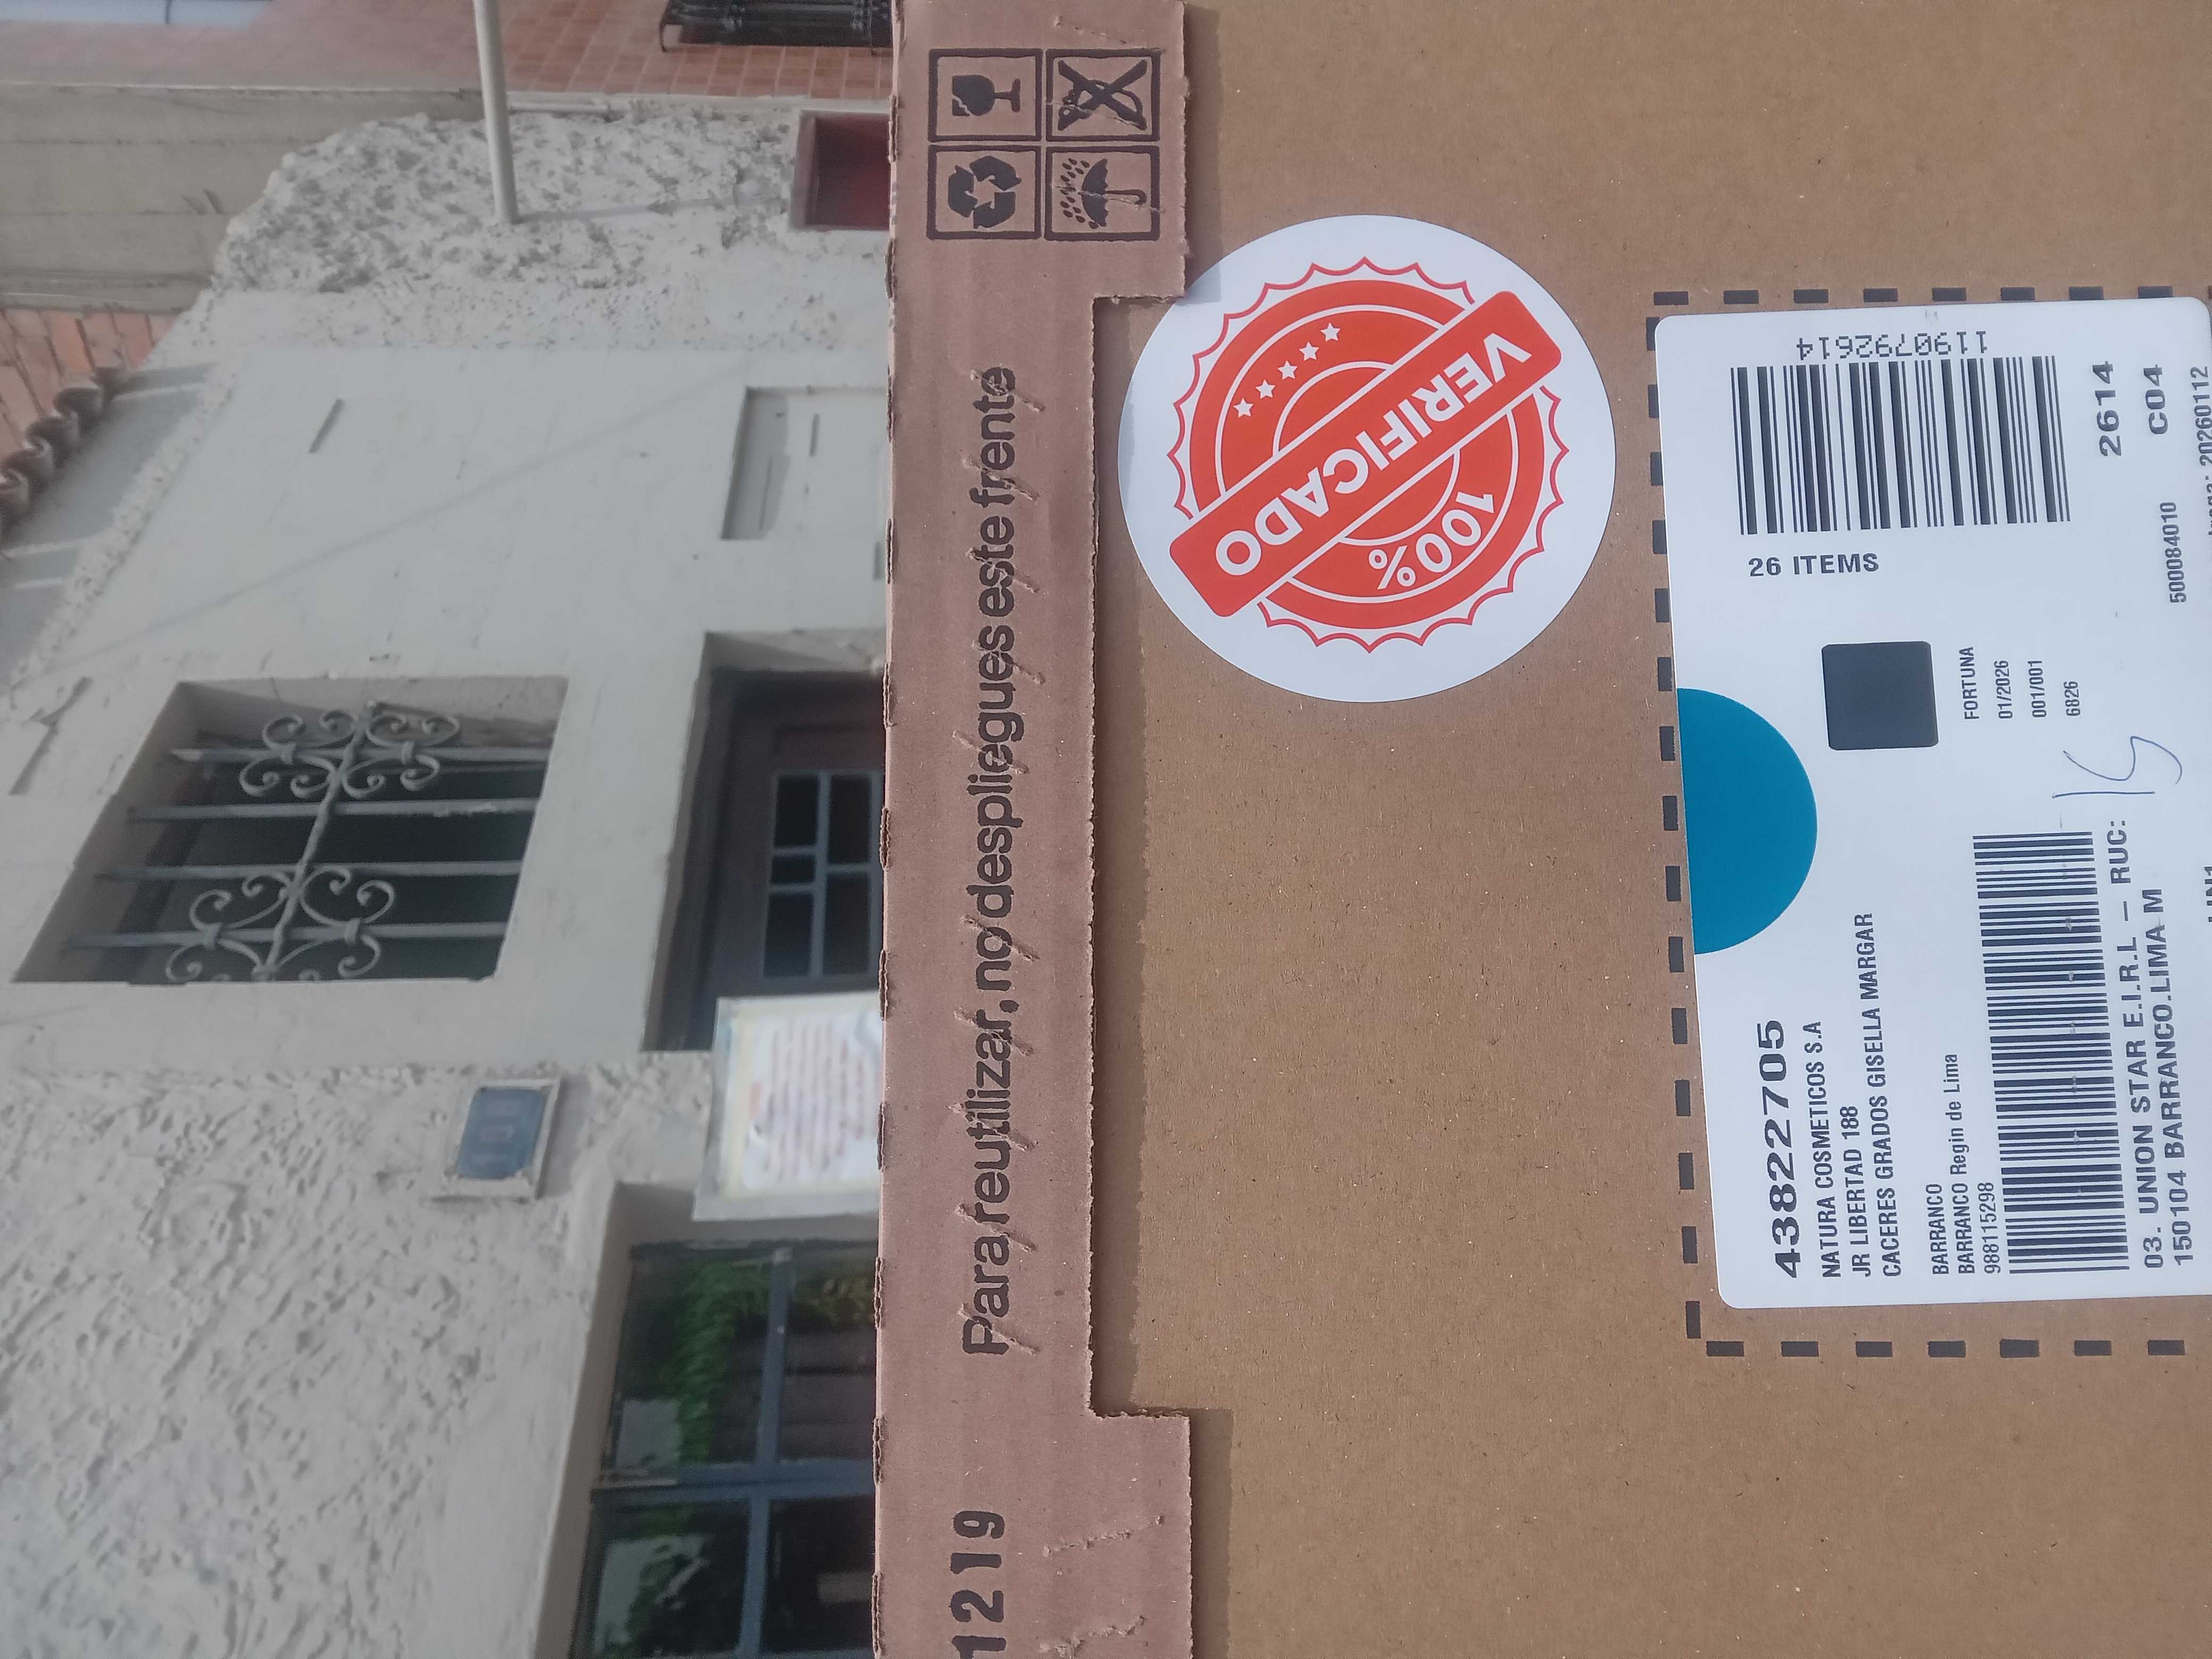 1219
Para reutilizar, no despliegues este frente
100%
VERIFICADO
43822705
NATURA COSMETICOS S.A
JR LIBERTAD 188
CACERES GRADOS GISELLA MARGAR
BARRANCO
BARRANCO Regin de Lima
988115298
03. UNION STAR E.I.R.L – RUC:
150104 BARRANCO.LIMA M
FORTUNA
01/2026
001/001
6826
26 ITEMS
1190792614
2614
C04
500084010
20260112